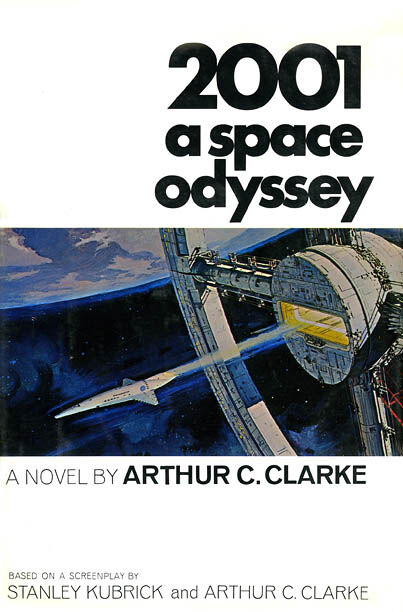 2001
a space
odyssey
A NOVEL BY ARTHUR C. CLARKE
BASED ON A SCREENPLAY BY
STANLEY KUBRICK and ARTHUR C. CLARKE